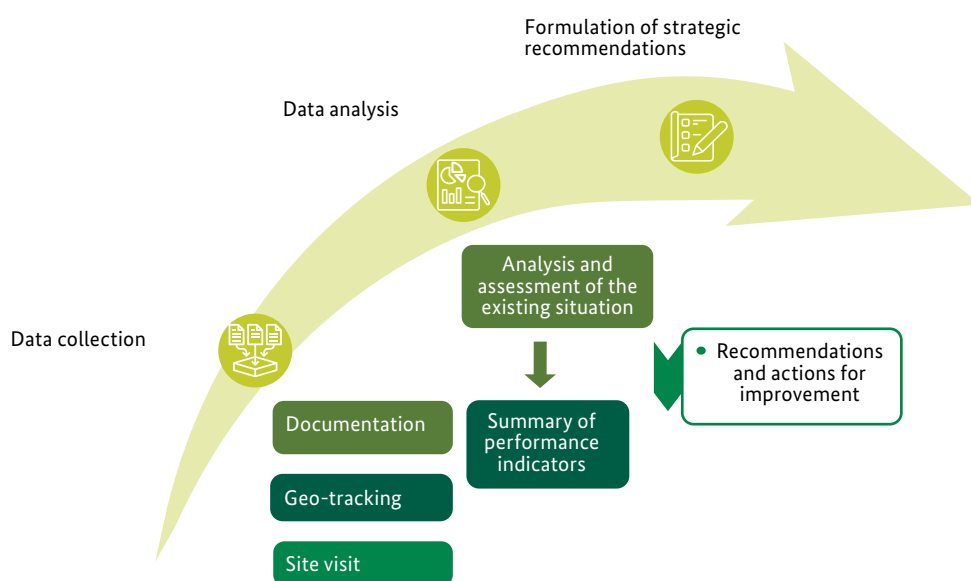 Formulation of strategic
recommendations
Data analysis
Data collection
Analysis and
assessment of the
existing situation
Documentation
Geo-tracking
Site visit
Summary of
performance
indicators
• Recommendations
and actions for
improvement